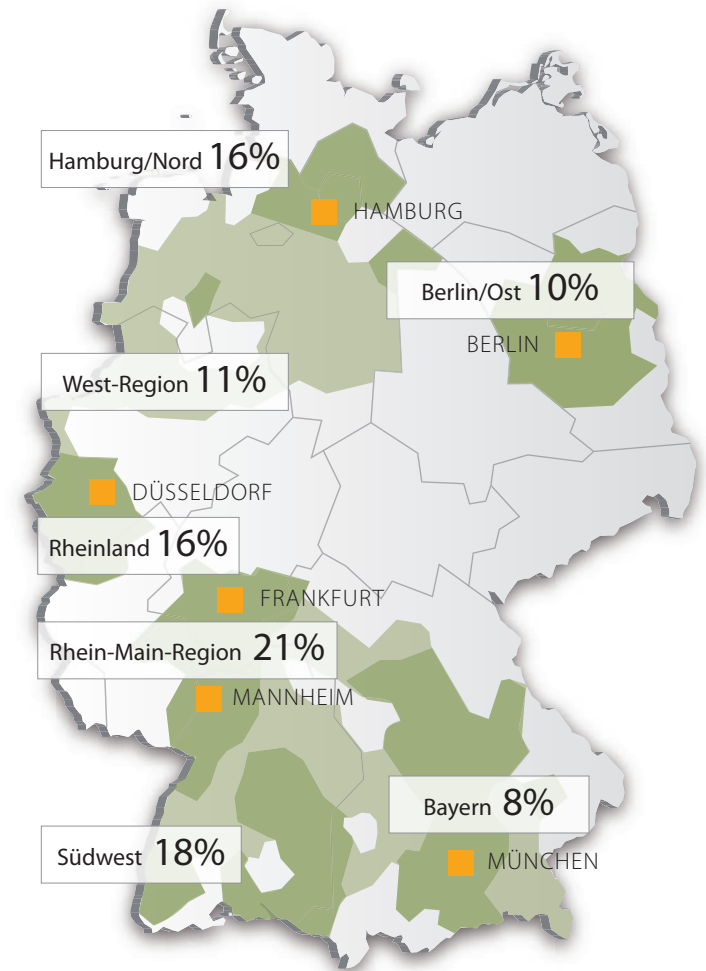 Hamburg/Nord 16%
HAMBURG
Berlin/Ost 10%
BERLIN
West-Region 11%
DÜSSELDORF
Rheinland 16%
FRANKFURT
Rhein-Main-Region 21%
MANNHEIM
Bayern 8%
Südwest 18%
MÜNCHEN